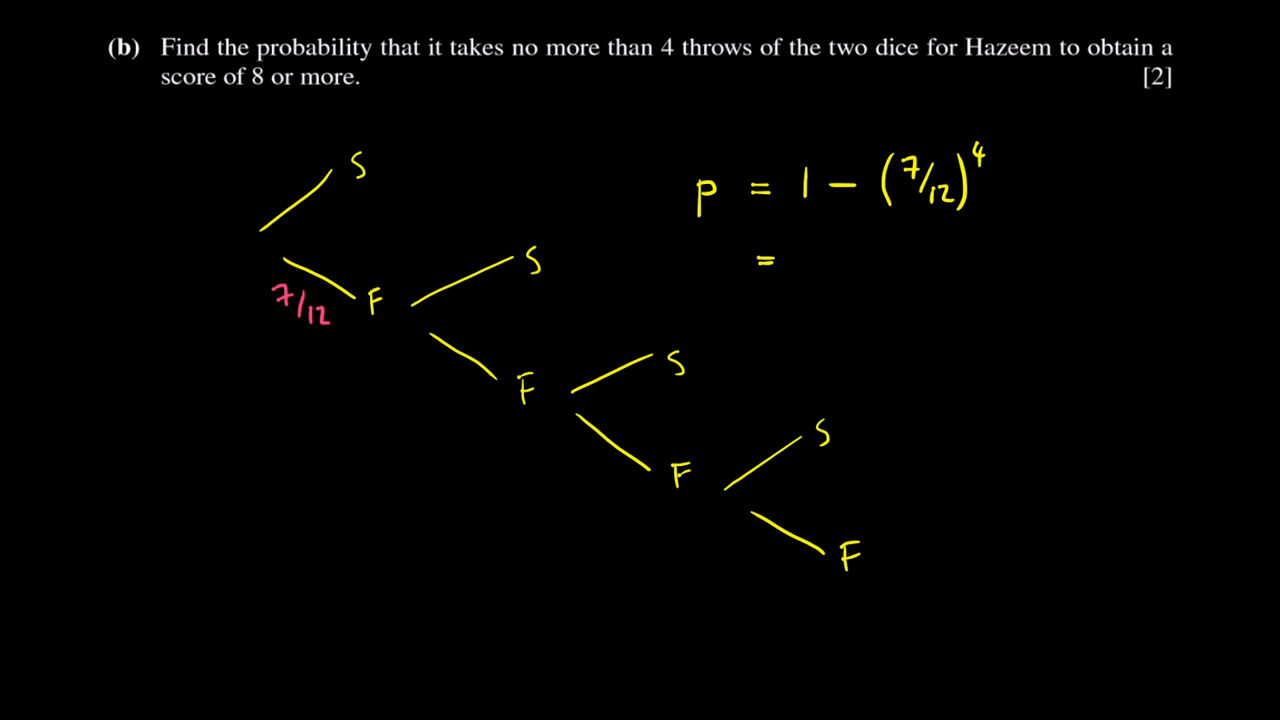 (b) Find the probability that it takes no more than 4 throws of the two dice for Hazeem to obtain a
score of 8 or more. [2]
S
p = 1 − (7/12)^4
S
=
7/12 F
S
F
S
F
F